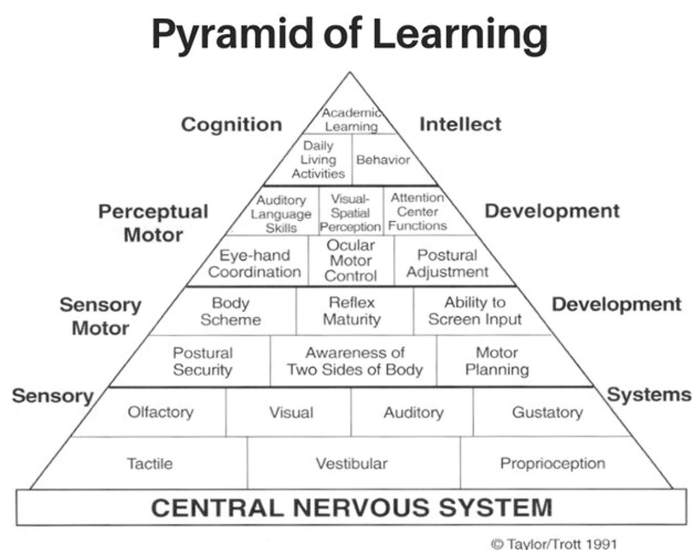 Pyramid of Learning
Cognition
Academic
Learning
Intellect
Daily
Living
Activities
Behavior
Perceptual
Motor
Auditory
Language
Skills
Visual-
Spatial
Perception
Attention
Center
Functions
Development
Eye-hand
Coordination
Ocular
Motor
Control
Postural
Adjustment
Sensory
Motor
Body
Scheme
Reflex
Maturity
Ability to
Screen Input
Development
Postural
Security
Awareness of
Two Sides of Body
Motor
Planning
Sensory
Systems
Olfactory
Visual
Auditory
Gustatory
Tactile
Vestibular
Proprioception
CENTRAL NERVOUS SYSTEM
© Taylor/Trott 1991